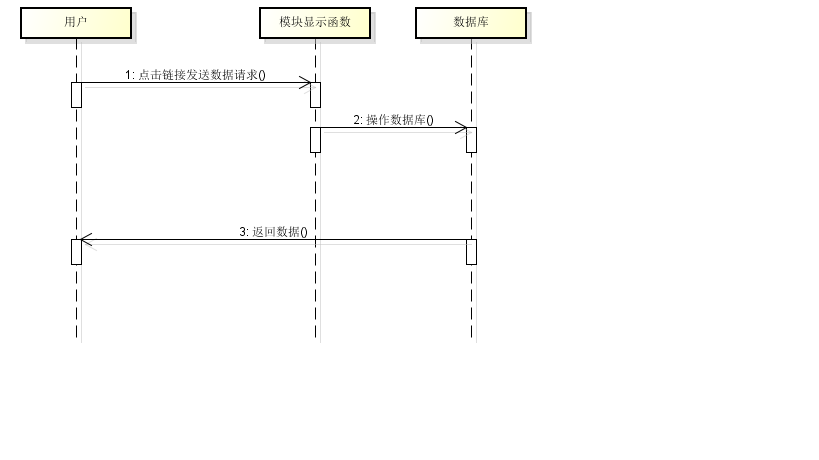 用户
模块显示函数
数据库
1: 点击链接发送数据请求()
2: 操作数据库()
3: 返回数据()